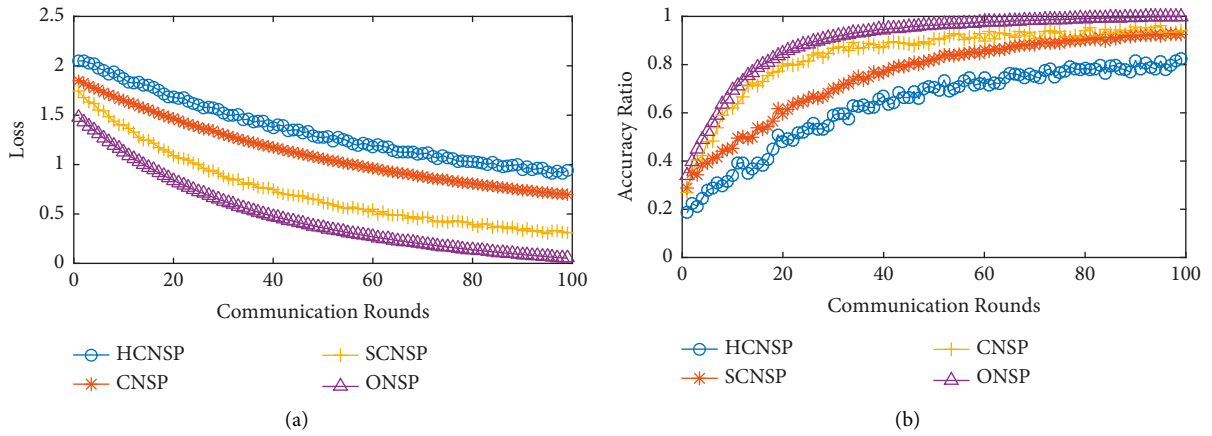 2.5
2
1.5
1
0.5
0
Loss
0 20 40 60 80 100
Communication Rounds
HCNSP
CNSP
SCNSP
ONSP
(a)
1
0.8
0.6
0.4
0.2
0
Accuracy Ratio
0 20 40 60 80 100
Communication Rounds
HCNSP
SCNSP
CNSP
ONSP
(b)